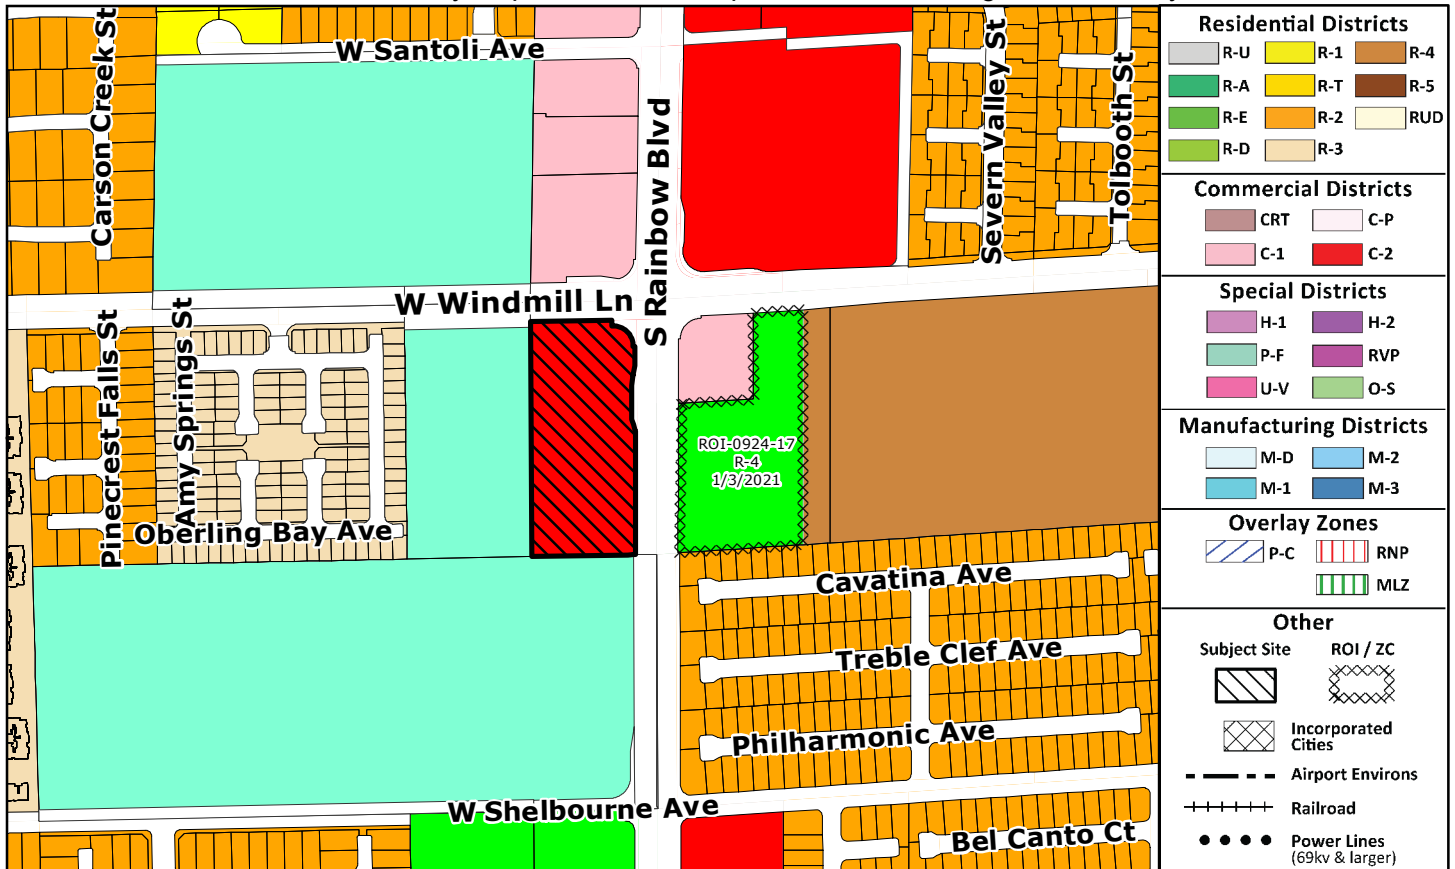 W Santoli Ave
Carson Creek St
S Rainbow Blvd
Severn Valley St
Tolbooth St
W Windmill Ln
Pinecrest Falls St
Amy Springs St
Oberling Bay Ave
ROI-0924-17
R-4
1/3/2021
Cavatina Ave
Treble Clef Ave
Philharmonic Ave
W Shelbourne Ave
Bel Canto Ct
Residential Districts
R-U
R-1
R-4
R-A
R-T
R-5
R-E
R-2
RUD
R-D
R-3
Commercial Districts
CRT
C-P
C-1
C-2
Special Districts
H-1
H-2
P-F
RVP
U-V
O-S
Manufacturing Districts
M-D
M-2
M-1
M-3
Overlay Zones
P-C
RNP
MLZ
Other
Subject Site
ROI / ZC
Incorporated
Cities
Airport Environs
Railroad
Power Lines
(69kv & larger)